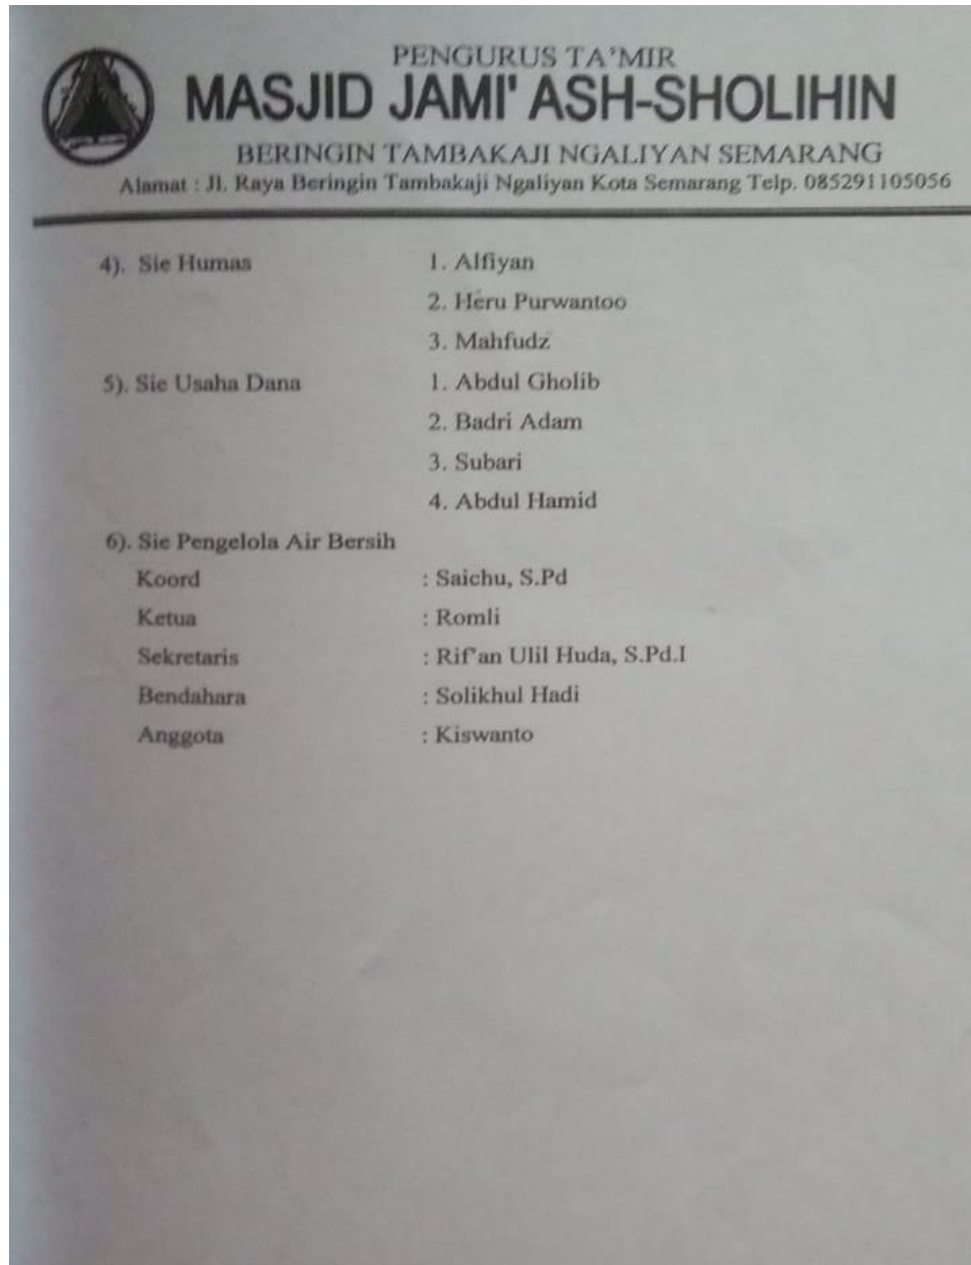 PENGURUS TA'MIR
MASJID JAMI' ASH-SHOLIHIN
BERINGIN TAMBAKAJI NGALIYAN SEMARANG
Alamat : Jl. Raya Beringin Tambakaji Ngaliyan Kota Semarang Telp. 085291105056
4). Sie Humas 1. Alfiyan
2. Heru Purwantoo
3. Mahfudz
5). Sie Usaha Dana 1. Abdul Gholib
2. Badri Adam
3. Subari
4. Abdul Hamid
6). Sie Pengelola Air Bersih
Koord : Saichu, S.Pd
Ketua : Romli
Sekretaris : Rif'an Ulil Huda, S.Pd.I
Bendahara : Solikhul Hadi
Anggota : Kiswanto